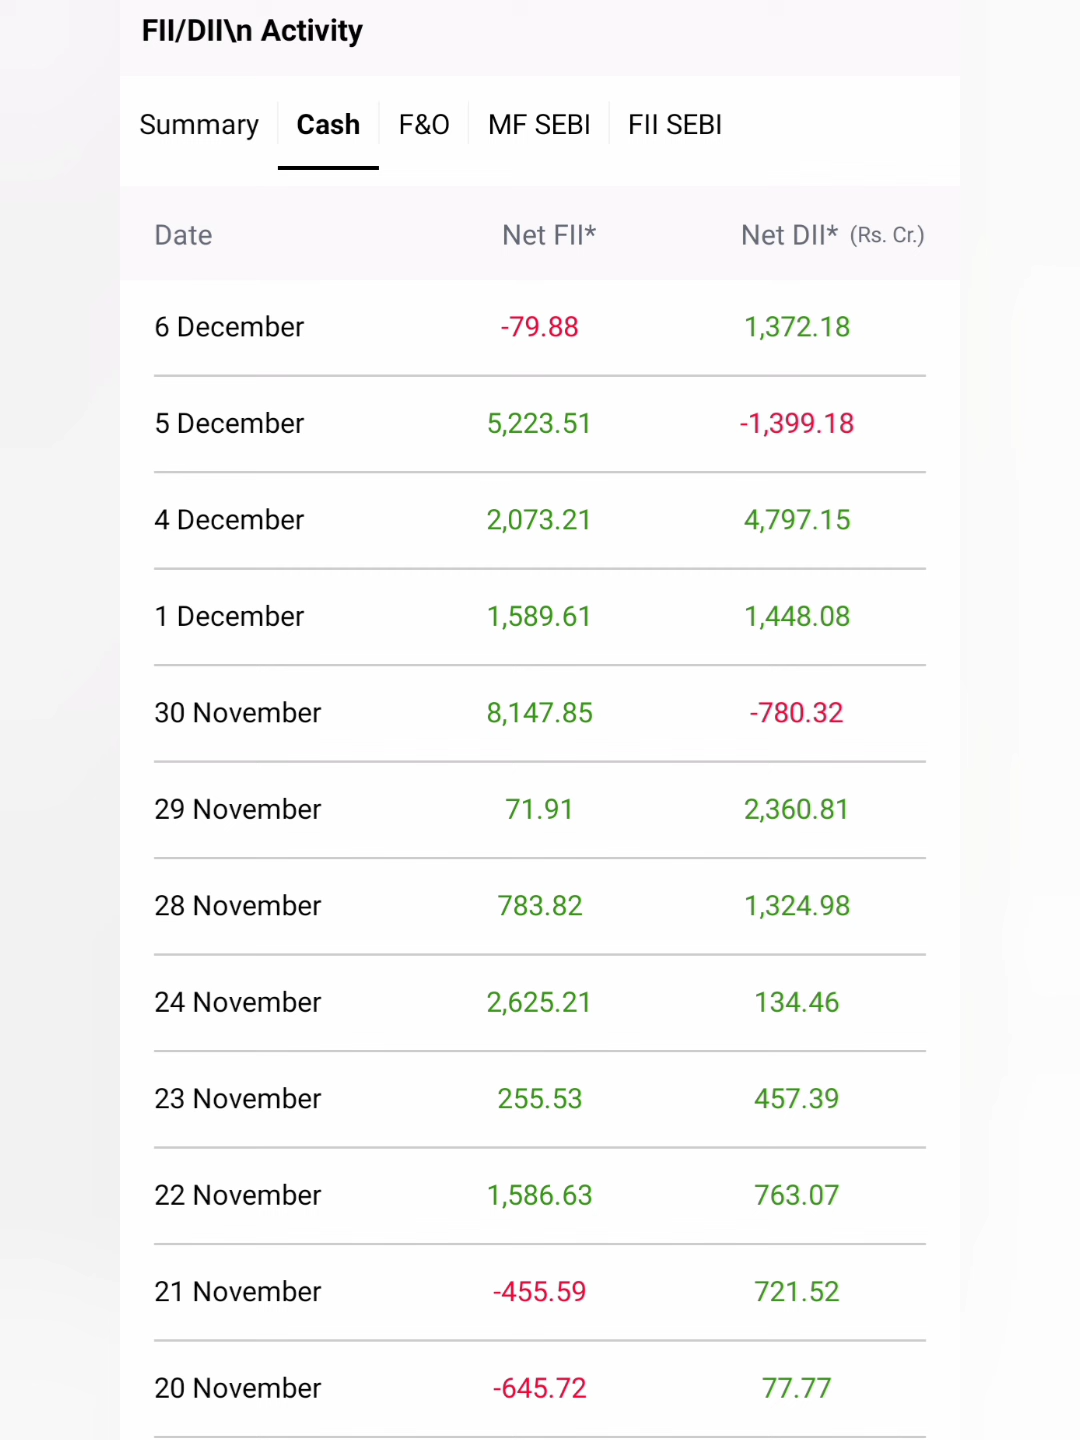 FII/DII\n Activity
Summary Cash F&O MF SEBI FII SEBI
Date Net FII* Net DII* (Rs. Cr.)
6 December -79.88 1,372.18
5 December 5,223.51 -1,399.18
4 December 2,073.21 4,797.15
1 December 1,589.61 1,448.08
30 November 8,147.85 -780.32
29 November 71.91 2,360.81
28 November 783.82 1,324.98
24 November 2,625.21 134.46
23 November 255.53 457.39
22 November 1,586.63 763.07
21 November -455.59 721.52
20 November -645.72 77.77